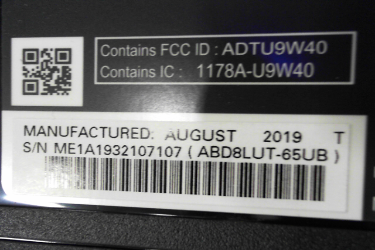 Contains FCC ID : ADTU9W40
Contains IC : 1178A-U9W40
MANUFACTURED: AUGUST 2019 T
S/N ME1A1932107107 ( ABD8LUT-65UB )